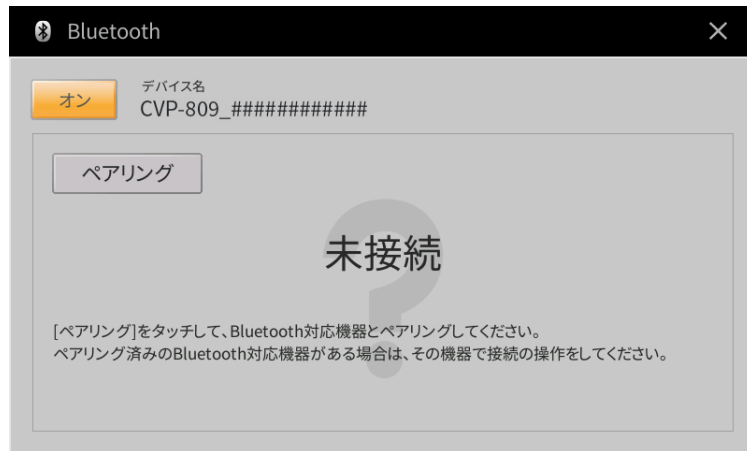 Bluetooth
オン
デバイス名
CVP-809_############
ペアリング
未接続
[ペアリング]をタッチして、Bluetooth対応機器とペアリングしてください。
ペアリング済みのBluetooth対応機器がある場合は、その機器で接続の操作をしてください。